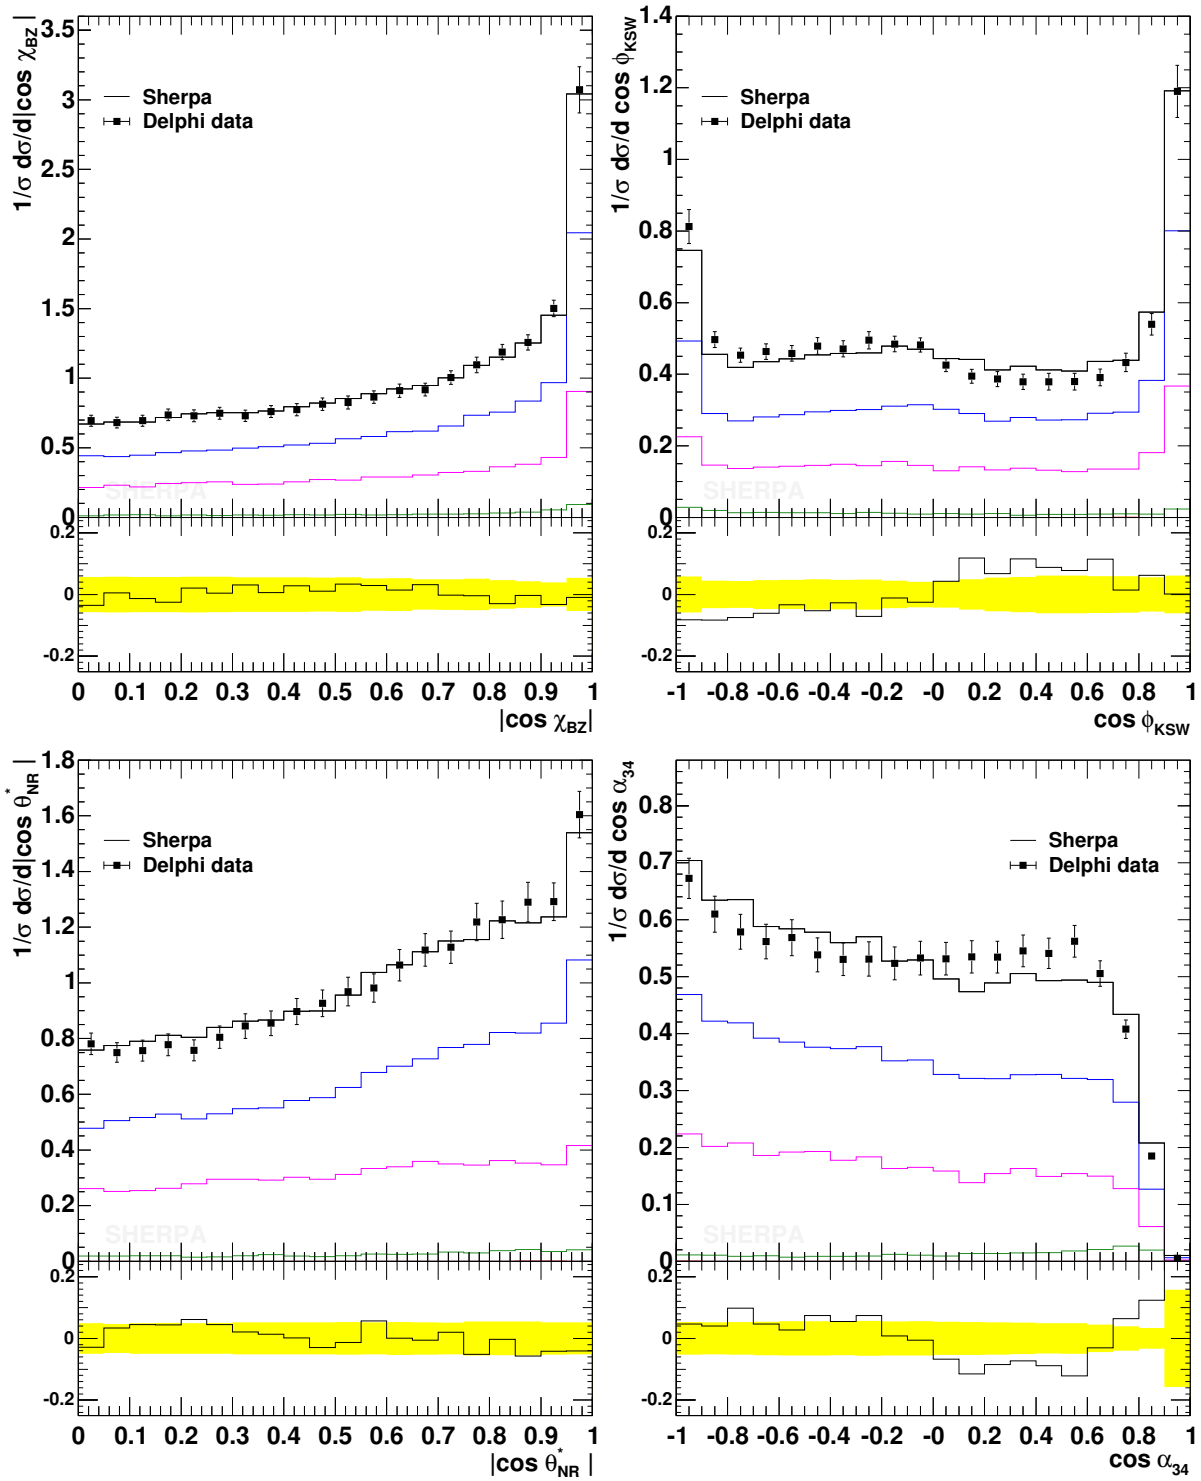 1/σ dσ/d|cos χBZ|
3.5
3
2.5
2
1.5
1
0.5
0
Sherpa
Delphi data
SHERPA
0.2
0
-0.2
0 0.1 0.2 0.3 0.4 0.5 0.6 0.7 0.8 0.9 1
|cos χBZ|
1/σ dσ/d cos ϕKSW
1.4
1.2
1
0.8
0.6
0.4
0.2
0
Sherpa
Delphi data
SHERPA
0.2
0
-0.2
-1 -0.8 -0.6 -0.4 -0.2 -0 0.2 0.4 0.6 0.8 1
cos ϕKSW
1/σ dσ/d|cos θ*NR|
1.8
1.6
1.4
1.2
1
0.8
0.6
0.4
0.2
0
Sherpa
Delphi data
SHERPA
0.2
0
-0.2
0 0.1 0.2 0.3 0.4 0.5 0.6 0.7 0.8 0.9 1
|cos θ*NR |
1/σ dσ/d cos α34
0.8
0.7
0.6
0.5
0.4
0.3
0.2
0.1
0
Sherpa
Delphi data
SHERPA
0.2
0
-0.2
-1 -0.8 -0.6 -0.4 -0.2 -0 0.2 0.4 0.6 0.8 1
cos α34